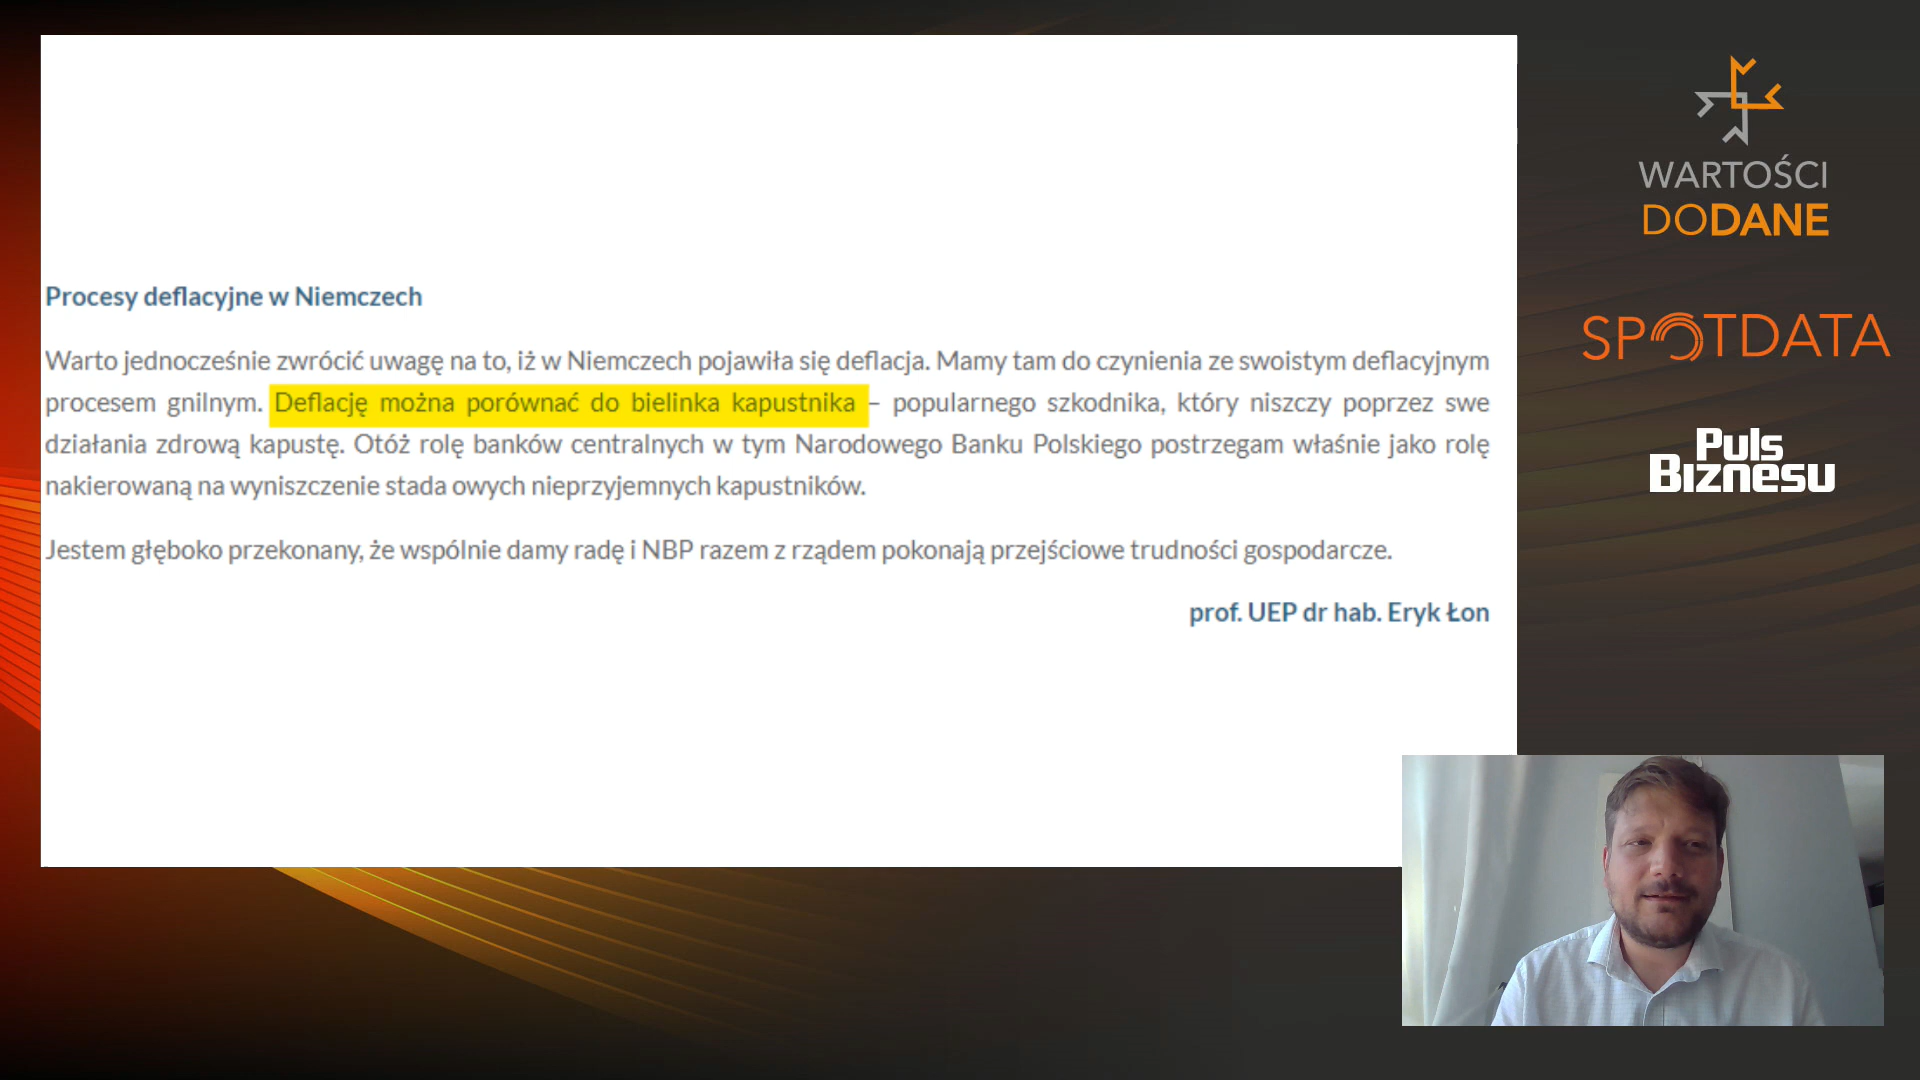 Procesy deflacyjne w Niemczech
Warto jednocześnie zwrócić uwagę na to, iż w Niemczech pojawiła się deflacja. Mamy tam do czynienia ze swoistym deflacyjnym
procesem gnilnym. Deflację można porównać do bielinka kapustnika – popularnego szkodnika, który niszczy poprzez swe
działania zdrową kapustę. Otóż rolę banków centralnych w tym Narodowego Banku Polskiego postrzegam właśnie jako rolę
nakierowaną na wyniszczenie stada owych nieprzyjemnych kapustników.
Jestem głęboko przekonany, że wspólnie damy radę i NBP razem z rządem pokonają przejściowe trudności gospodarcze.
prof. UEP dr hab. Eryk Łon
WARTOŚCI
DODANE
SPOTDATA
Puls
Biznesu